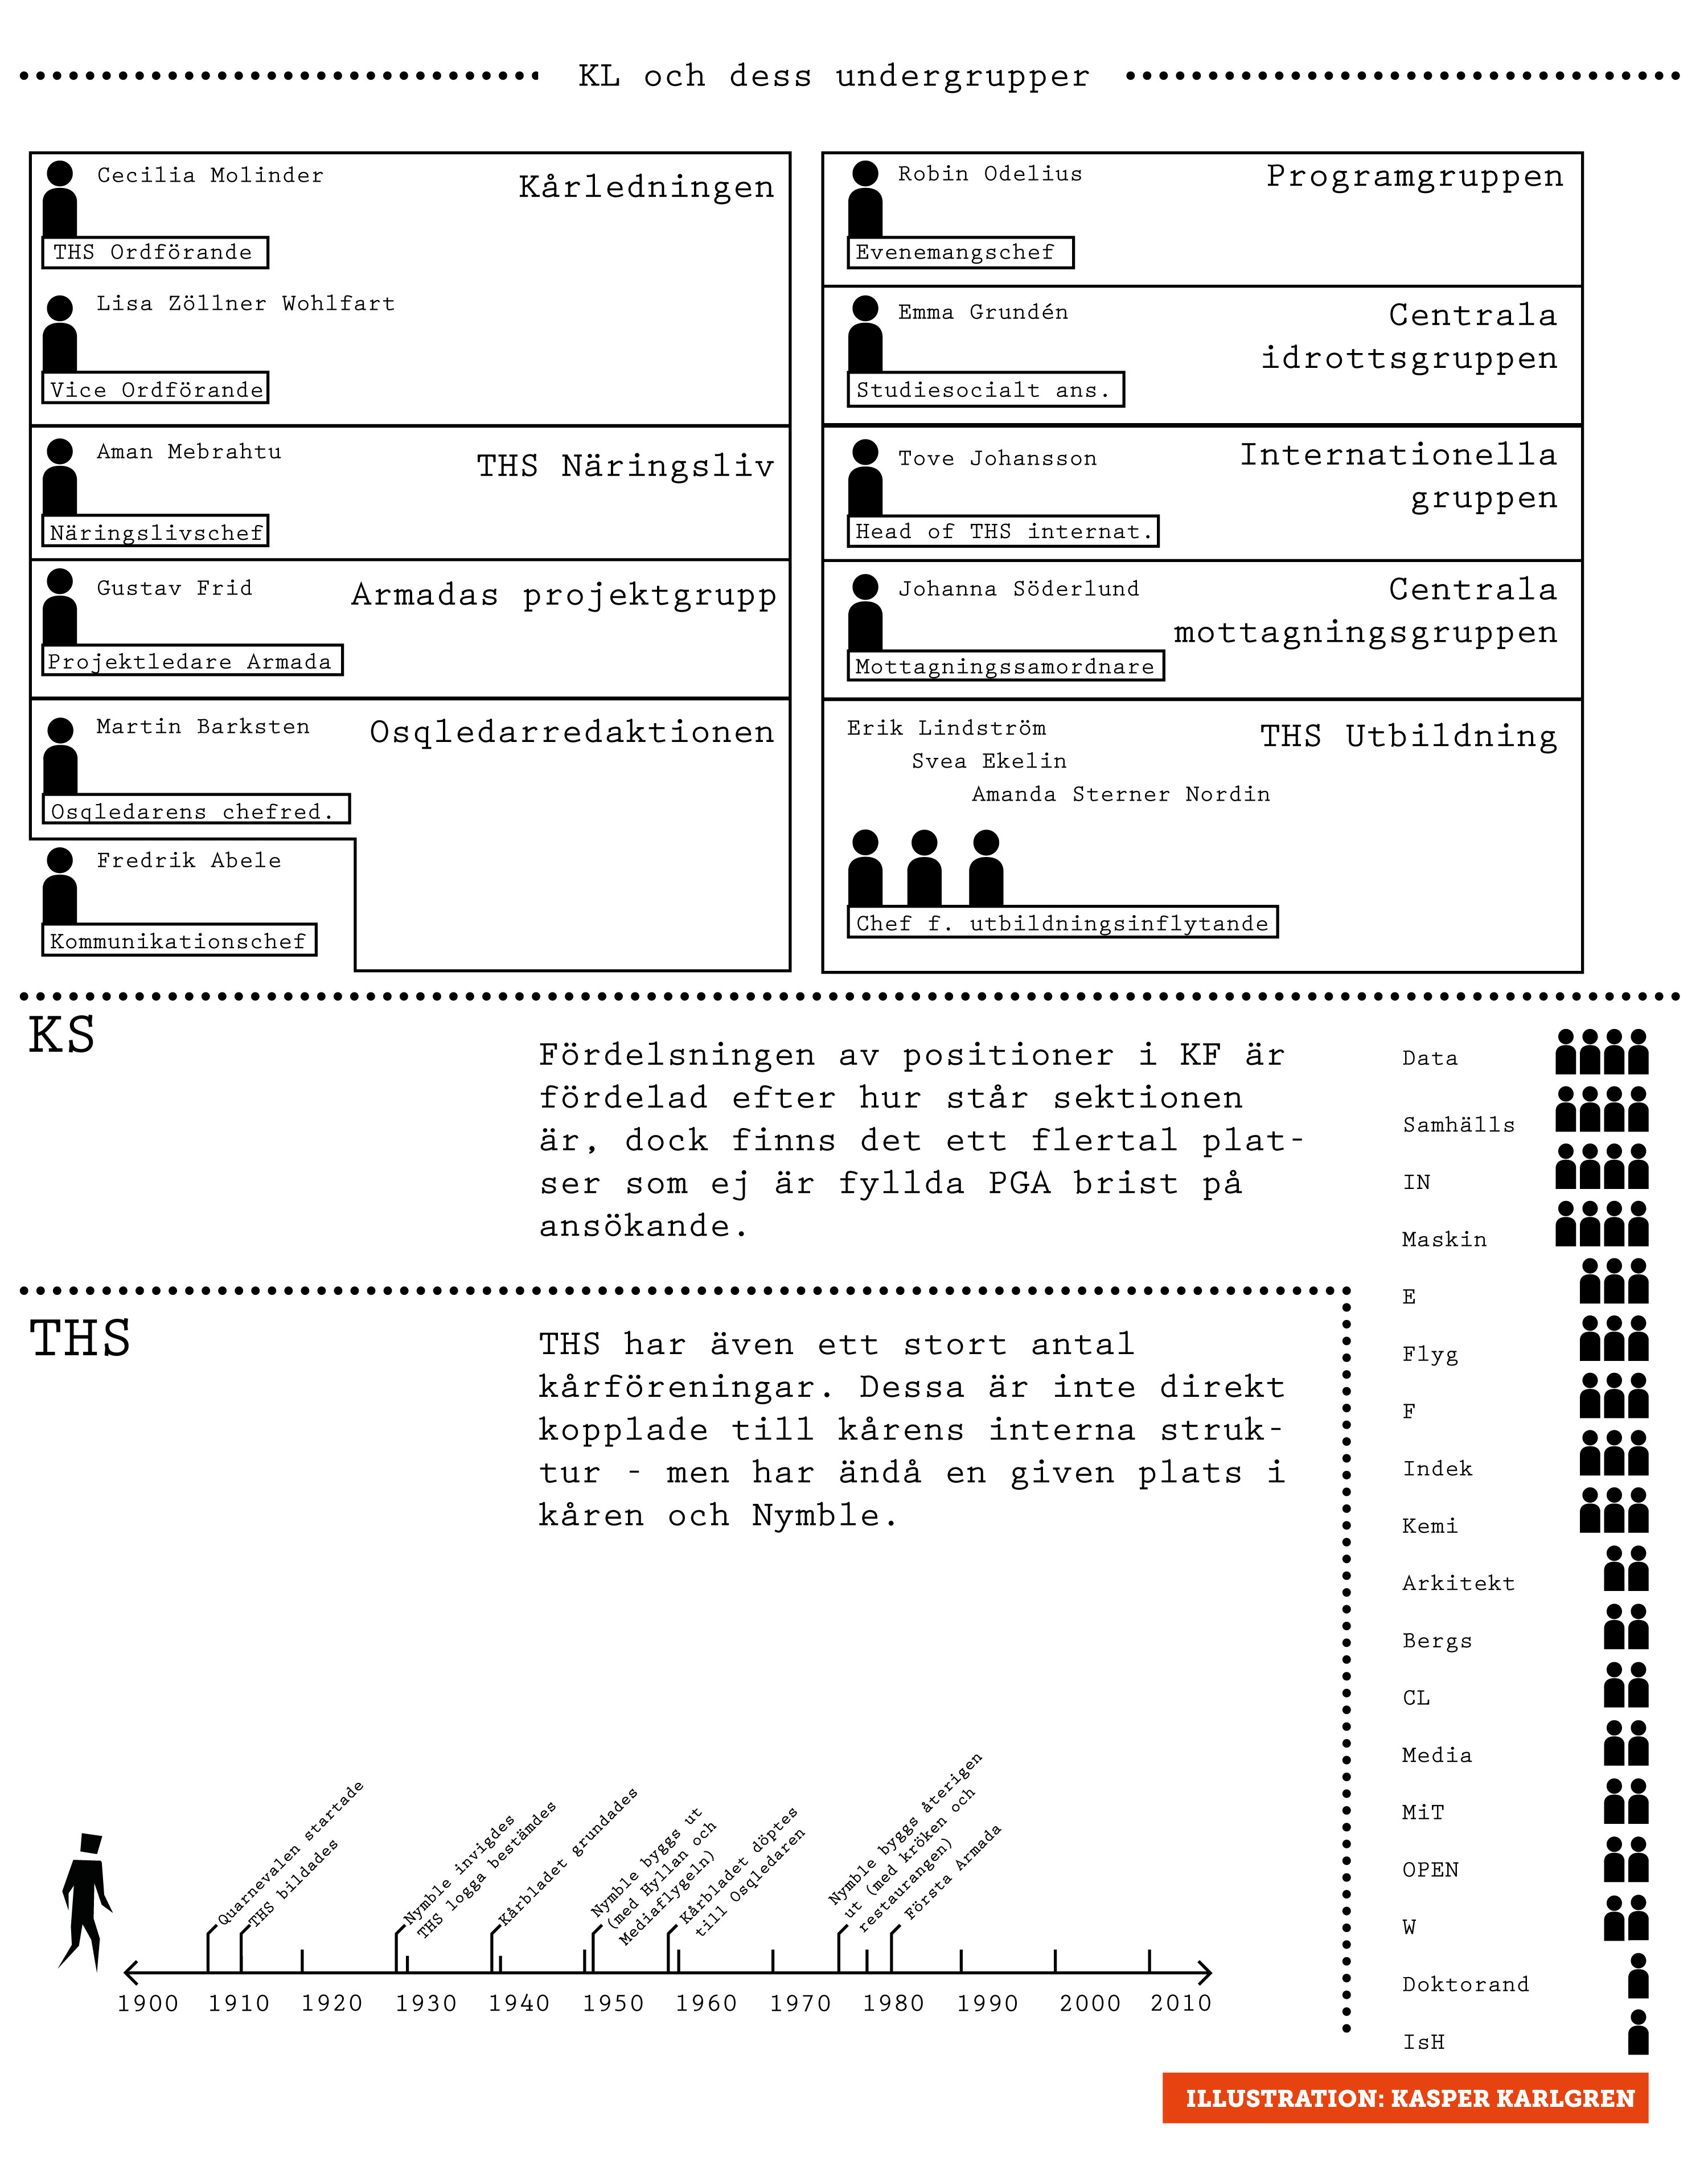 KL och dess undergrupper
Cecilia Molinder
Kårledningen
THS Ordförande
Lisa Zöllner Wohlfart
Vice Ordförande
Aman Mebrahtu
THS Näringsliv
Näringslivschef
Gustav Frid
Armadas projektgrupp
Projektledare Armada
Martin Barksten
Osqledarredaktionen
Osqledarens chefred.
Fredrik Abele
Kommunikationschef
Robin Odelius
Programgruppen
Evenemangschef
Emma Grundén
Centrala
idrottsgruppen
Studiesocialt ans.
Tove Johansson
Internationella
gruppen
Head of THS internat.
Johanna Söderlund
Centrala
mottagningsgruppen
Mottagningssamordnare
Erik Lindström
THS Utbildning
Svea Ekelin
Amanda Sterner Nordin
Chef f. utbildningsinflytande
KS
Fördelsningen av positioner i KF är
fördelad efter hur står sektionen
är, dock finns det ett flertal plat-
ser som ej är fyllda PGA brist på
ansökande.
THS
THS har även ett stort antal
kårföreningar. Dessa är inte direkt
kopplade till kårens interna struk-
tur - men har ändå en given plats i
kåren och Nymble.
Quarnevalen startade
THS bildades
Nymble invigdes
THS logga bestämdes
Kårbladet grundades
Nymble byggs ut
(med Hyllan och
Mediaflygeln)
Kårbladet döptes
till Osqledaren
Nymble byggs återigen
ut (med kröken och
restaurangen)
Första Armada
1900 1910 1920 1930 1940 1950 1960 1970 1980 1990 2000 2010
Data
Samhälls
IN
Maskin
E
Flyg
F
Indek
Kemi
Arkitekt
Bergs
CL
Media
MiT
OPEN
W
Doktorand
IsH
ILLUSTRATION: KASPER KARLGREN